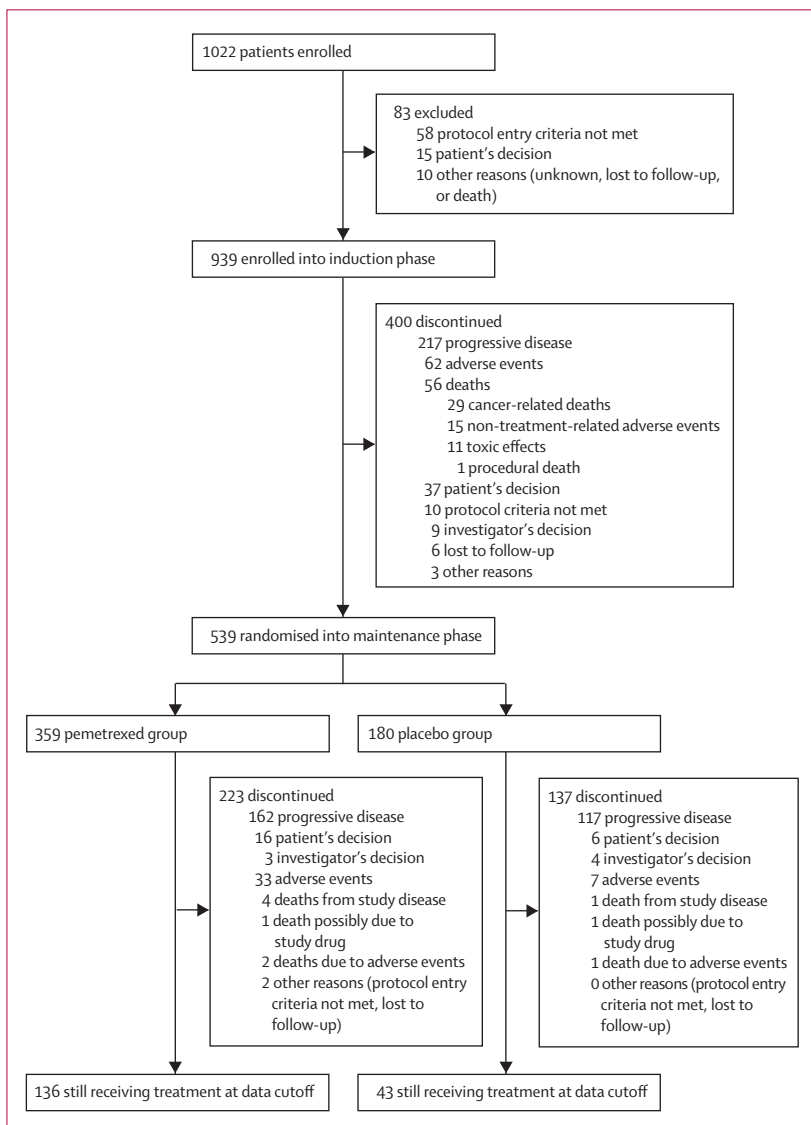 1022 patients enrolled
83 excluded
58 protocol entry criteria not met
15 patient's decision
10 other reasons (unknown, lost to follow-up,
or death)
939 enrolled into induction phase
400 discontinued
217 progressive disease
62 adverse events
56 deaths
29 cancer-related deaths
15 non-treatment-related adverse events
11 toxic effects
1 procedural death
37 patient's decision
10 protocol criteria not met
9 investigator's decision
6 lost to follow-up
3 other reasons
539 randomised into maintenance phase
359 pemetrexed group
180 placebo group
223 discontinued
162 progressive disease
16 patient's decision
3 investigator's decision
33 adverse events
4 deaths from study disease
1 death possibly due to
study drug
2 deaths due to adverse events
2 other reasons (protocol entry
criteria not met, lost to
follow-up)
137 discontinued
117 progressive disease
6 patient's decision
4 investigator's decision
7 adverse events
1 death from study disease
1 death possibly due to
study drug
1 death due to adverse events
0 other reasons (protocol entry
criteria not met, lost to
follow-up)
136 still receiving treatment at data cutoff
43 still receiving treatment at data cutoff